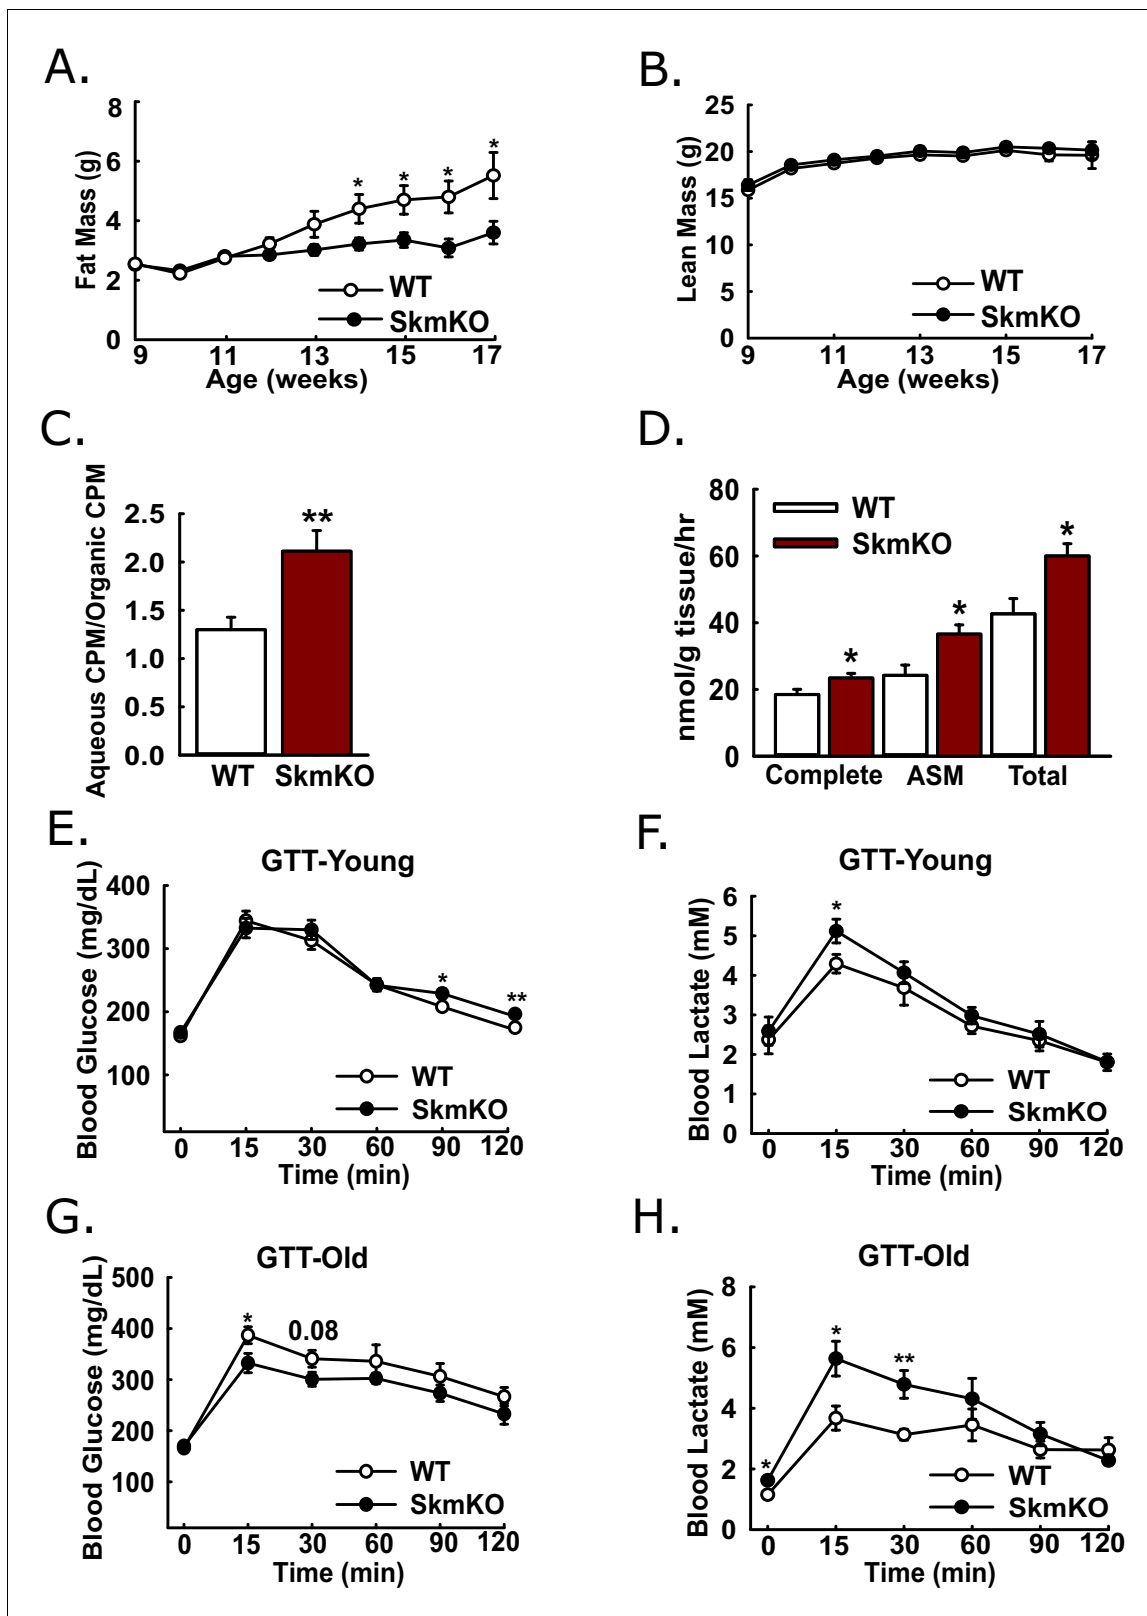 A.
8
6
4
2
0
Fat Mass (g)
*
*
*
*
WT
SkmKO
9 11 13 15 17
Age (weeks)
B.
25
20
15
10
5
0
Lean Mass (g)
WT
SkmKO
9 11 13 15 17
Age (weeks)
C.
Aqueous CPM/Organic CPM
2.5
2.0
1.5
1.0
0.5
0.0
**
WT SkmKO
D.
nmol/g tissue/hr
80
60
40
20
0
WT
SkmKO
*
*
*
Complete ASM Total
E.
GTT-Young
Blood Glucose (mg/dL)
400
300
200
100
*
**
WT
SkmKO
0 15 30 60 90 120
Time (min)
F.
GTT-Young
Blood Lactate (mM)
6
5
4
3
2
1
0
*
WT
SkmKO
0 15 30 60 90 120
Time (min)
G.
GTT-Old
Blood Glucose (mg/dL)
500
400
300
200
100
*
0.08
WT
SkmKO
0 15 30 60 90 120
Time (min)
H.
GTT-Old
Blood Lactate (mM)
8
6
4
2
0
*
*
**
WT
SkmKO
0 15 30 60 90 120
Time (min)